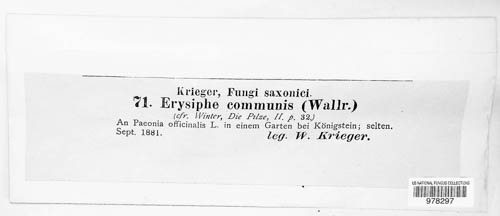 Krieger, Fungi saxonici.
71. Erysiphe communis (Wallr.)
(cfr. Winter, Die Pilze, II. p. 32.)
An Paeonia officinalis L. in einem Garten bei Königstein; selten.
Sept. 1881. leg. W. Krieger.
US NATIONAL FUNGUS COLLECTIONS
978297